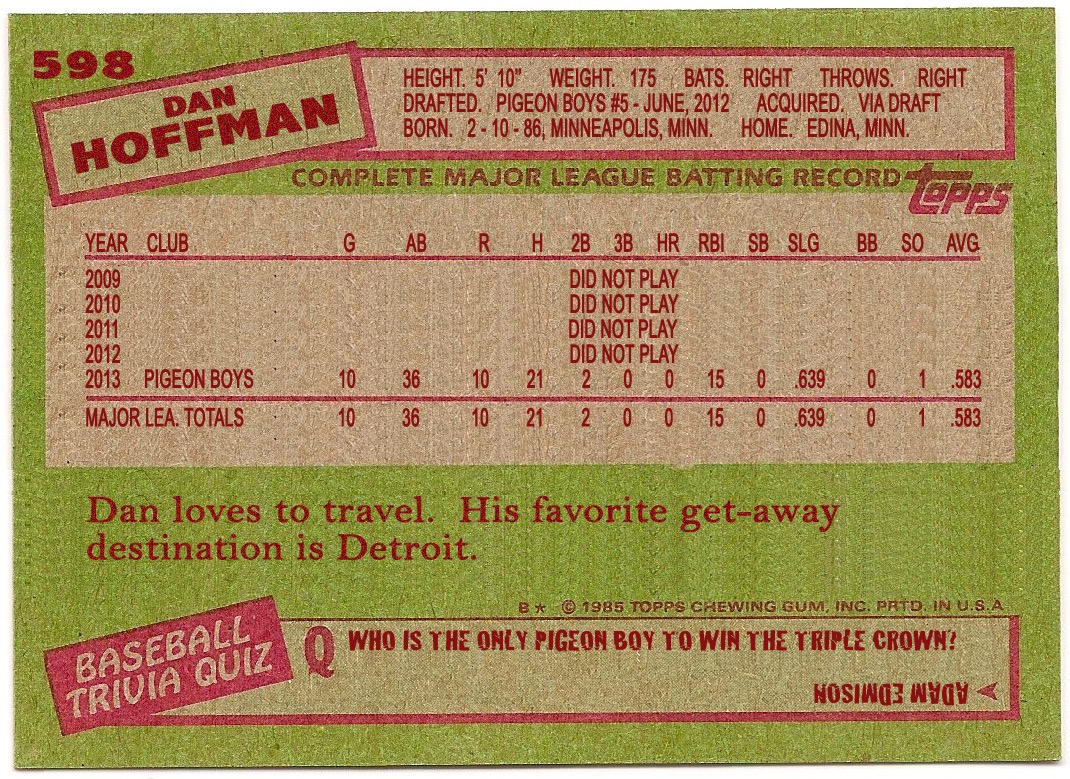 598
DAN
HOFFMAN
HEIGHT. 5' 10" WEIGHT. 175 BATS. RIGHT THROWS. RIGHT
DRAFTED. PIGEON BOYS #5 - JUNE, 2012 ACQUIRED. VIA DRAFT
BORN. 2 - 10 - 86, MINNEAPOLIS, MINN. HOME. EDINA, MINN.
COMPLETE MAJOR LEAGUE BATTING RECORD topps
YEAR CLUB G AB R H 2B 3B HR RBI SB SLG BB SO AVG.
2009 DID NOT PLAY
2010 DID NOT PLAY
2011 DID NOT PLAY
2012 DID NOT PLAY
2013 PIGEON BOYS 10 36 10 21 2 0 0 15 0 .639 0 1 .583
MAJOR LEA. TOTALS 10 36 10 21 2 0 0 15 0 .639 0 1 .583
Dan loves to travel. His favorite get-away
destination is Detroit.
B * © 1985 TOPPS CHEWING GUM, INC. PRTD. IN U.S.A
BASEBALL
TRIVIA QUIZ
Q WHO IS THE ONLY PIGEON BOY TO WIN THE TRIPLE CROWN?
ADAM EDMISON